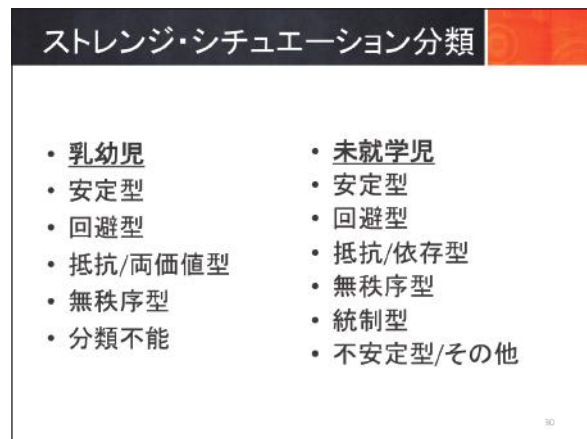 ストレンジ・シチュエーション分類
• 乳幼児
• 安定型
• 回避型
• 抵抗/両価値型
• 無秩序型
• 分類不能
• 未就学児
• 安定型
• 回避型
• 抵抗/依存型
• 無秩序型
• 統制型
• 不安定型/その他